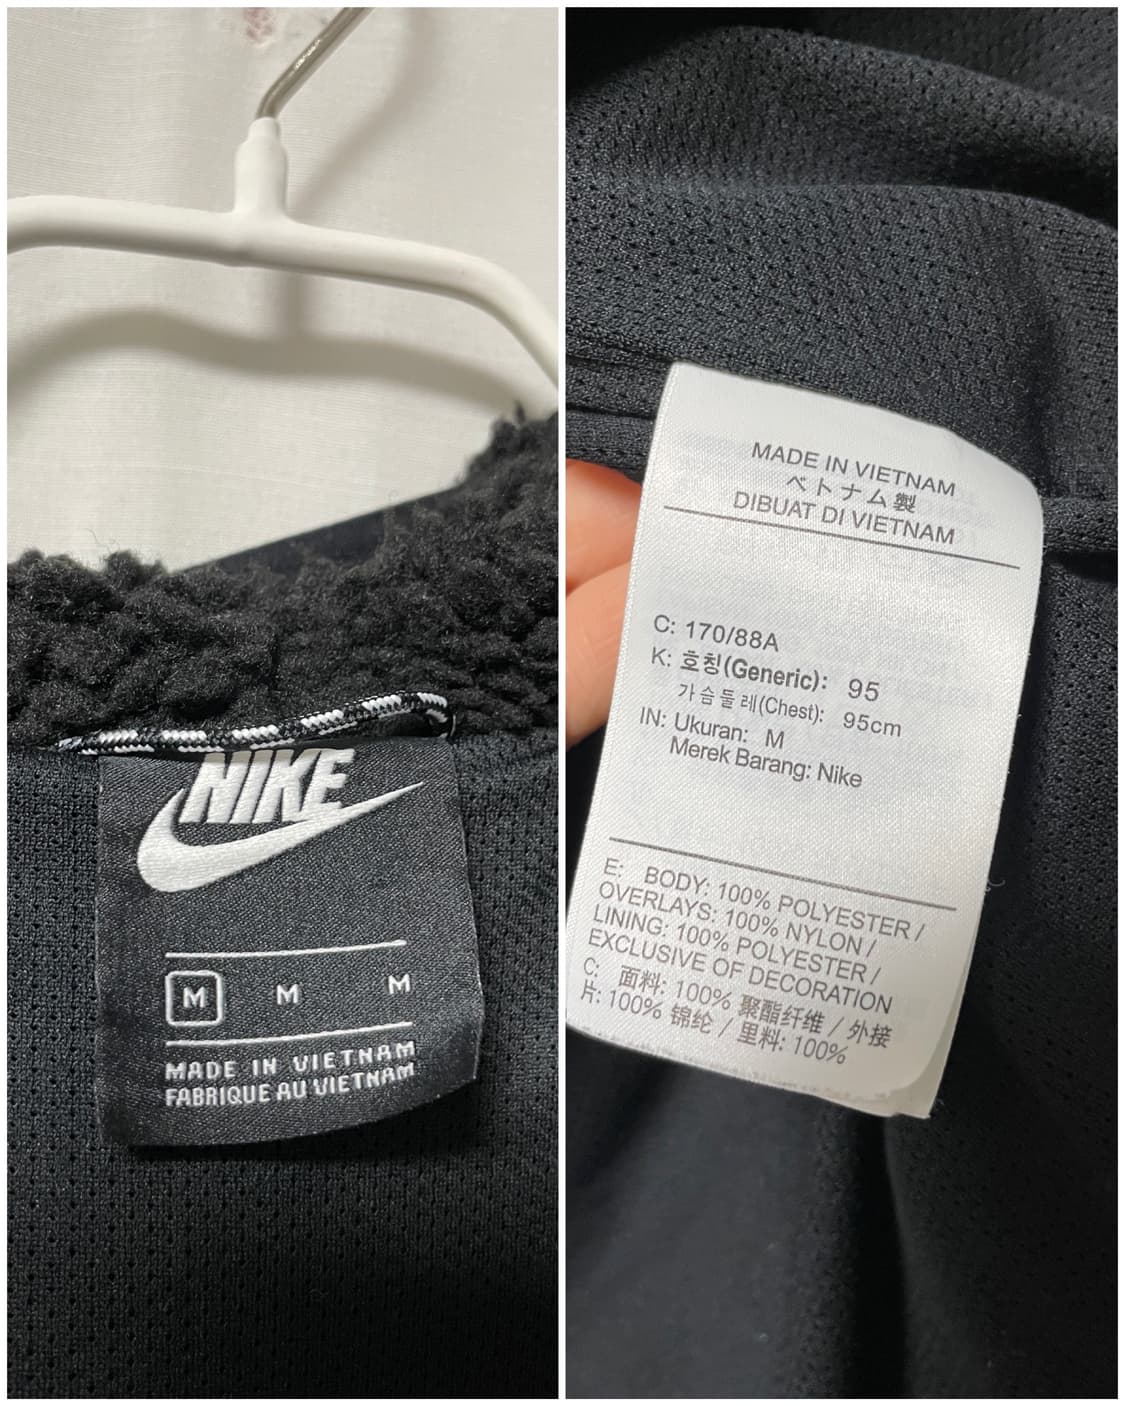 NIKE
M M M
MADE IN VIETNAM
FABRIQUE AU VIETNAM
MADE IN VIETNAM
ベトナム製
DIBUAT DI VIETNAM
C: 170/88A
K: 호칭(Generic): 95
가슴둘레(Chest): 95cm
IN: Ukuran: M
Merek Barang: Nike
E: BODY: 100% POLYESTER /
OVERLAYS: 100% NYLON /
LINING: 100% POLYESTER /
EXCLUSIVE OF DECORATION
C: 面料: 100% 聚酯纤维 / 外接
片: 100% 锦纶 / 里料: 100%